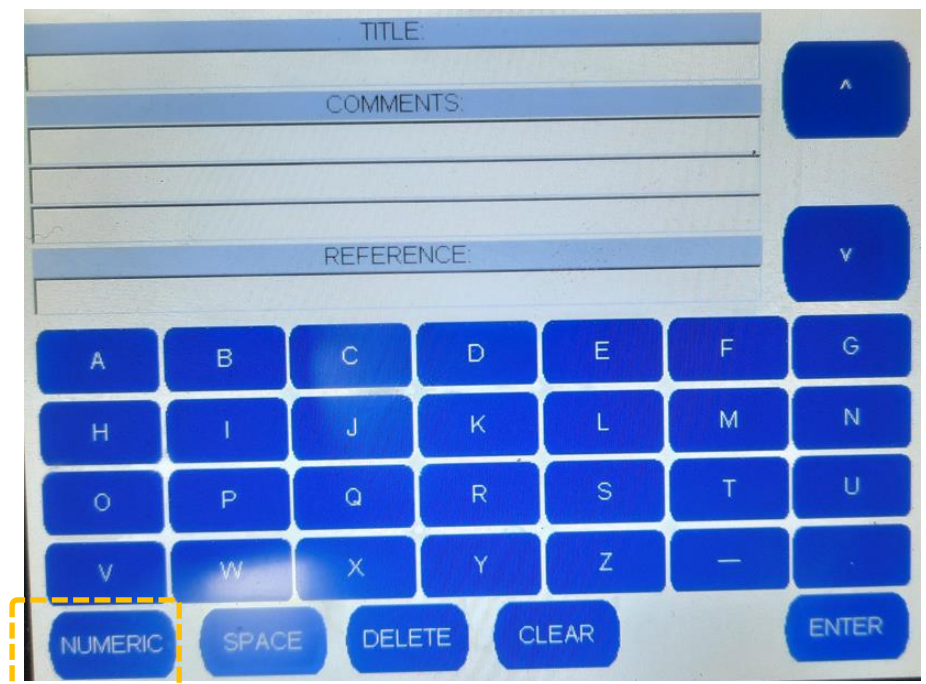 TITLE:
^
COMMENTS:
REFERENCE:
v
A B C D E F G
H I J K L M N
O P Q R S T U
V W X Y Z — .
NUMERIC SPACE DELETE CLEAR ENTER